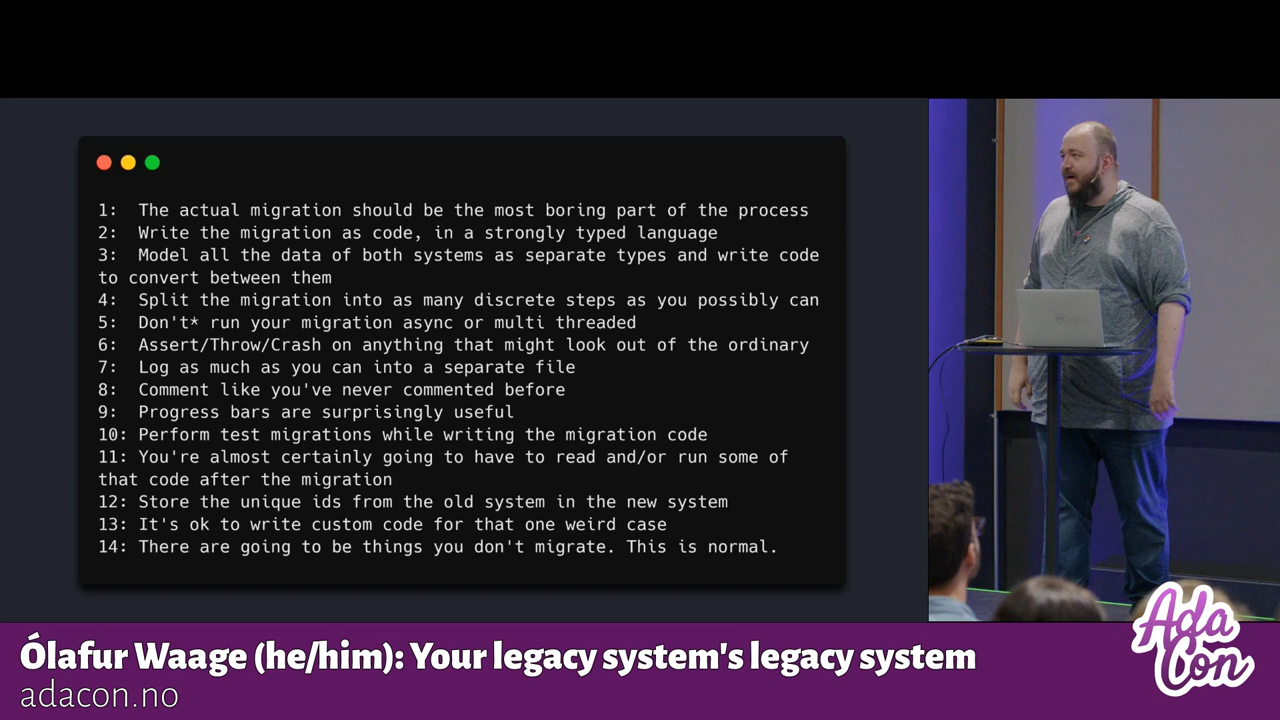 1:  The actual migration should be the most boring part of the process
2:  Write the migration as code, in a strongly typed language
3:  Model all the data of both systems as separate types and write code
to convert between them
4:  Split the migration into as many discrete steps as you possibly can
5:  Don't* run your migration async or multi threaded
6:  Assert/Throw/Crash on anything that might look out of the ordinary
7:  Log as much as you can into a separate file
8:  Comment like you've never commented before
9:  Progress bars are surprisingly useful
10: Perform test migrations while writing the migration code
11: You're almost certainly going to have to read and/or run some of
that code after the migration
12: Store the unique ids from the old system in the new system
13: It's ok to write custom code for that one weird case
14: There are going to be things you don't migrate. This is normal.
Ólafur Waage (he/him): Your legacy system's legacy system
adacon.no
Ada
Con